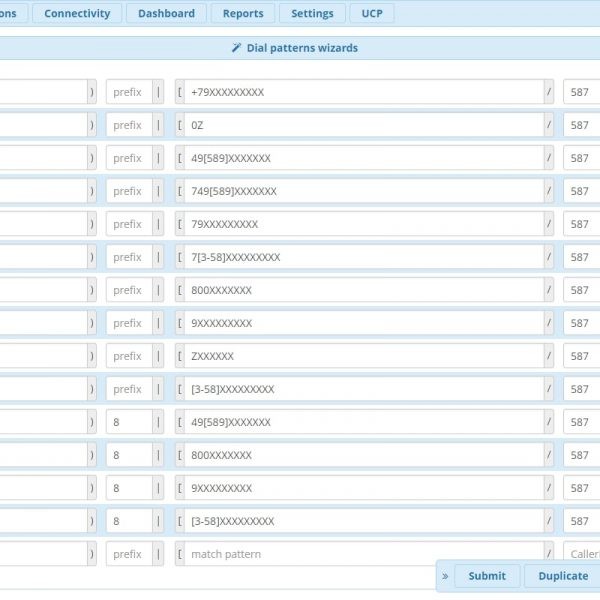 ons Connectivity Dashboard Reports Settings UCP
Dial patterns wizards
) prefix | [ +79XXXXXXXXX / 587
) prefix | [ 0Z / 587
) prefix | [ 49[589]XXXXXXX / 587
) prefix | [ 749[589]XXXXXXX / 587
) prefix | [ 79XXXXXXXXX / 587
) prefix | [ 7[3-58]XXXXXXXXX / 587
) prefix | [ 800XXXXXXX / 587
) prefix | [ 9XXXXXXXXX / 587
) prefix | [ ZXXXXXX / 587
) prefix | [ [3-58]XXXXXXXXX / 587
) 8 | [ 49[589]XXXXXXX / 587
) 8 | [ 800XXXXXXX / 587
) 8 | [ 9XXXXXXXXX / 587
) 8 | [ [3-58]XXXXXXXXX / 587
) prefix | [ match pattern / Caller
» Submit Duplicate